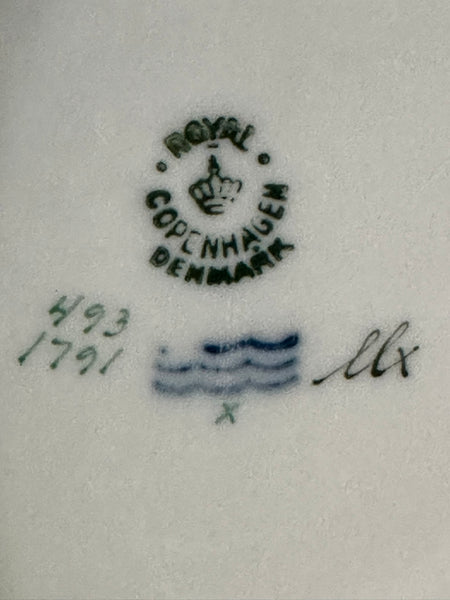 ROYAL
COPENHAGEN
DENMARK
493
1791
x